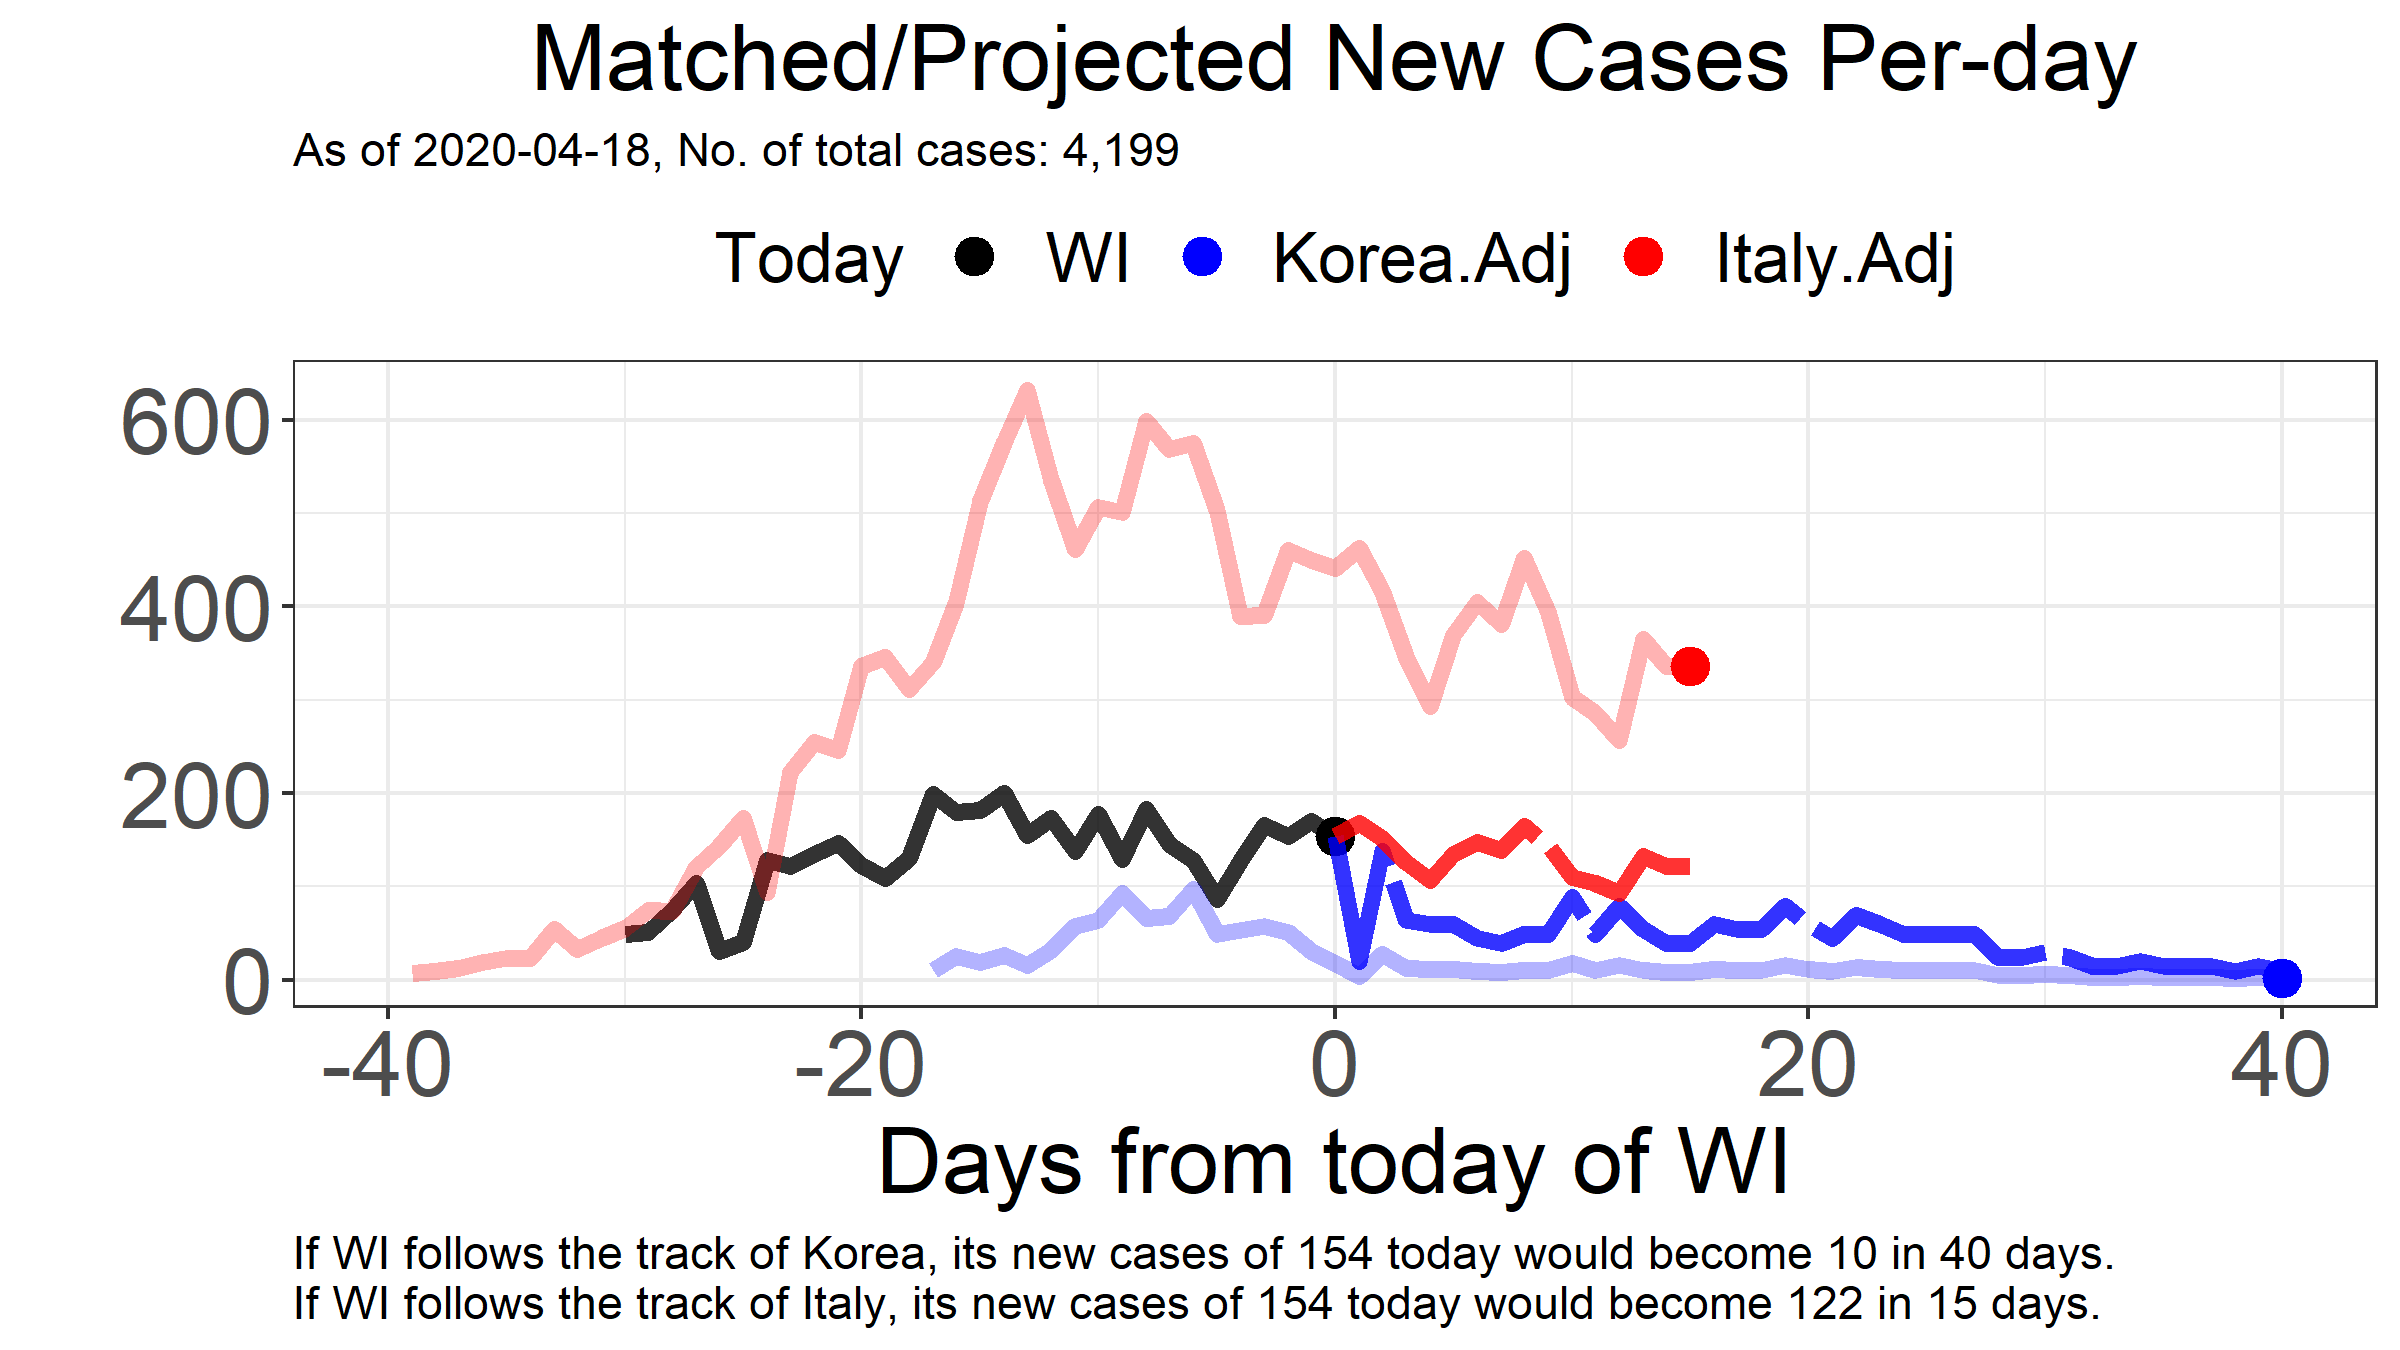 Matched/Projected New Cases Per-day
As of 2020-04-18, No. of total cases: 4,199
Today WI Korea.Adj Italy.Adj
600
400
200
0
-40 -20 0 20 40
Days from today of WI
If WI follows the track of Korea, its new cases of 154 today would become 10 in 40 days.
If WI follows the track of Italy, its new cases of 154 today would become 122 in 15 days.